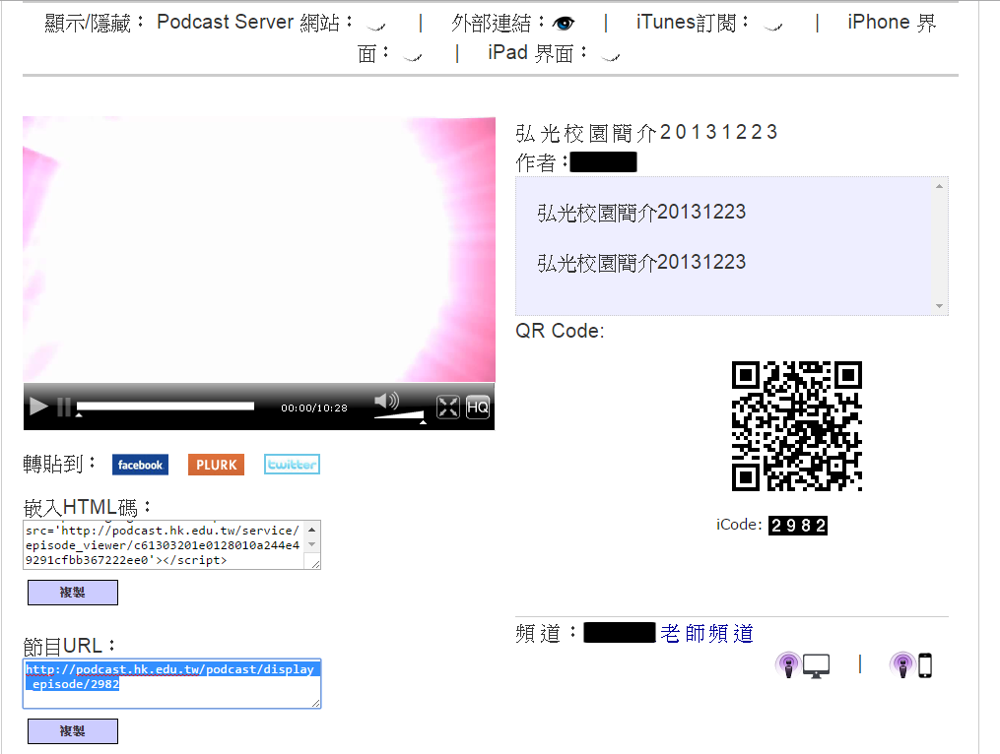 顯示/隱藏： Podcast Server 網站： | 外部連結： | iTunes訂閱： | iPhone 界
面： | iPad 界面：
弘光校園簡介20131223
作者：
弘光校園簡介20131223
弘光校園簡介20131223
QR Code:
00:00/10:28
HQ
轉貼到： facebook PLURK twitter
嵌入HTML碼：
src='http://podcast.hk.edu.tw/service/
episode_viewer/c61303201e0128010a244e4
9291cfbb367222ee0'></script>
複製
iCode: 2982
節目URL：
http://podcast.hk.edu.tw/podcast/display
_episode/2982
複製
頻道： 老師頻道
|